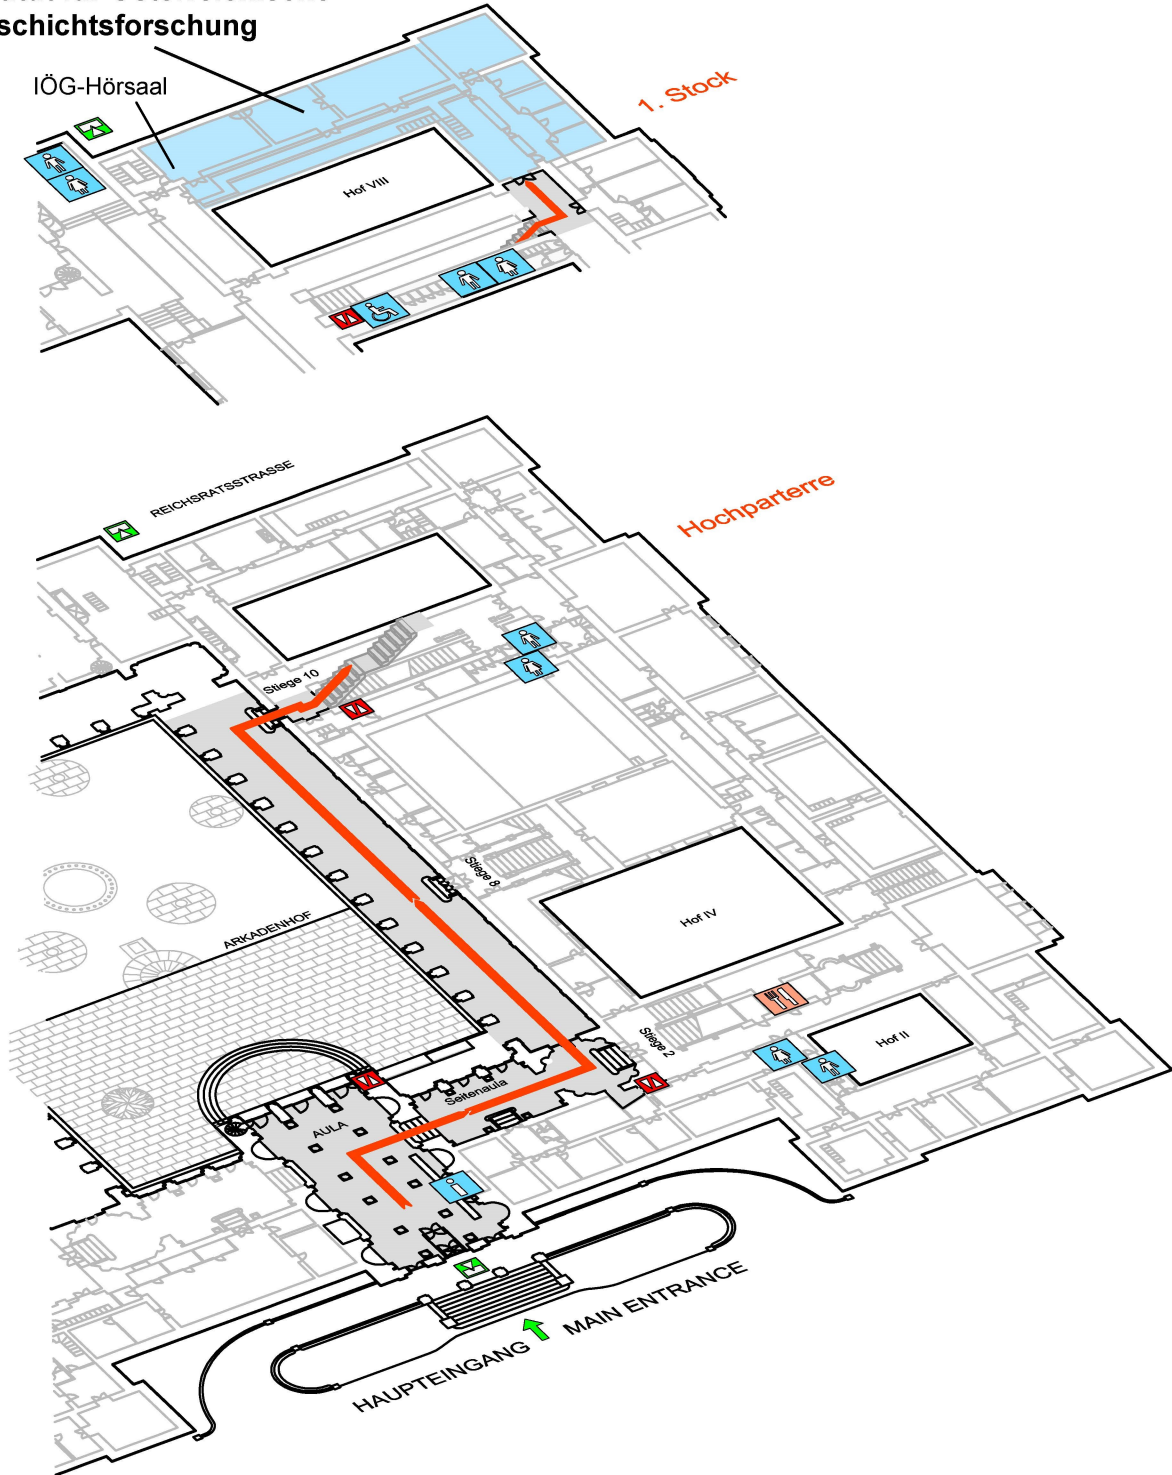 schichtsforschung
IÖG-Hörsaal
1. Stock
Hof VIII
REICHSRATSSTRASSE
Hochparterre
Stiege 10
Stiege 8
Hof IV
ARKADENHOF
Stiege 2
Hof II
Seitenaula
AULA
HAUPTEINGANG
MAIN ENTRANCE